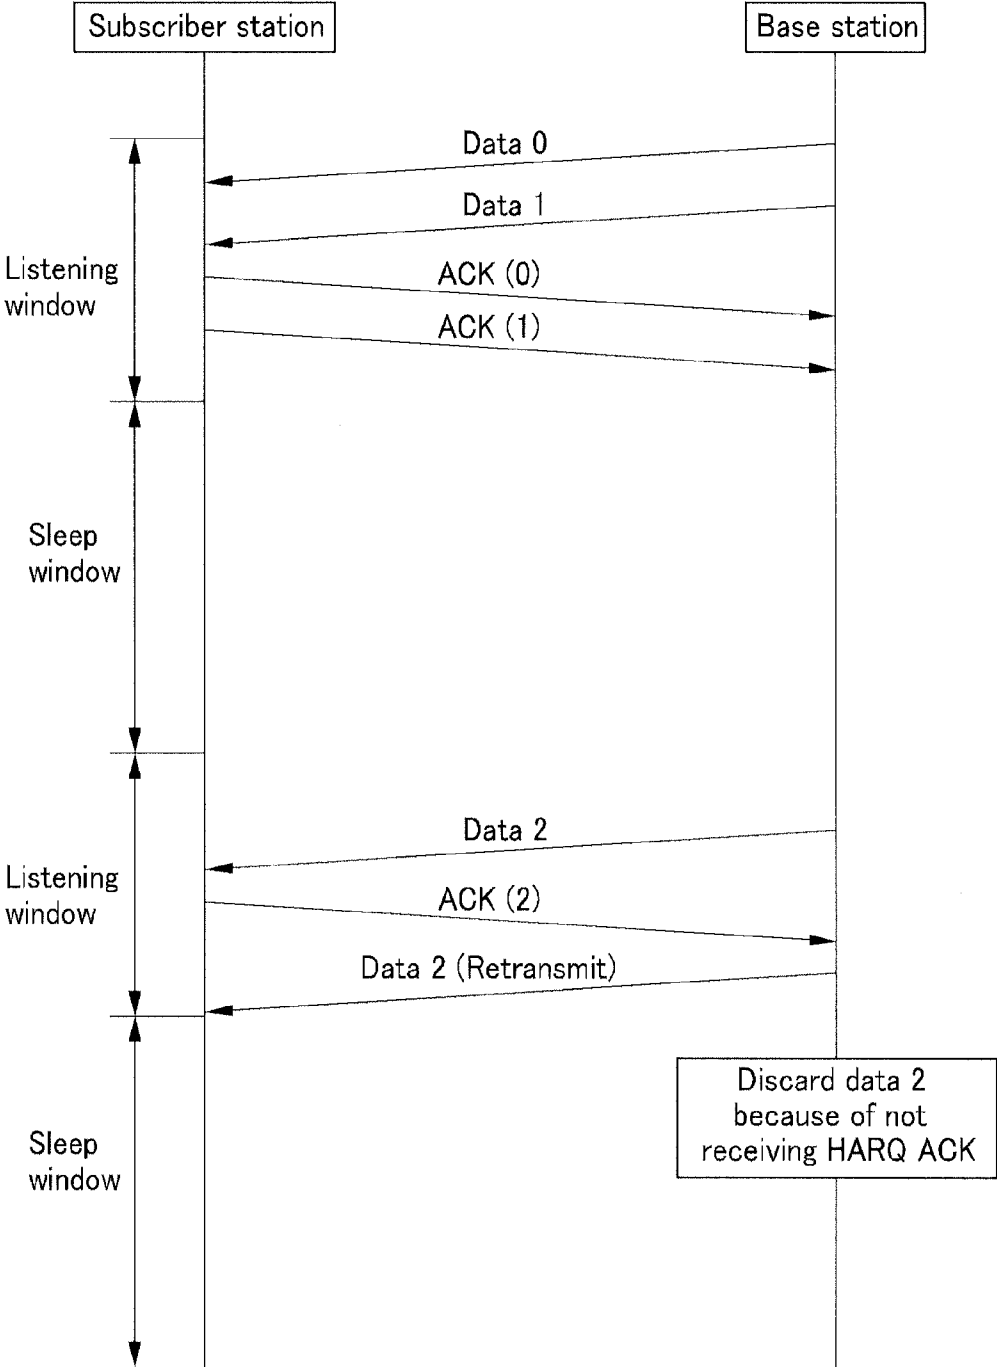 Subscriber station
Base station
Data 0
Data 1
Listening
window
ACK (0)
ACK (1)
Sleep
window
Data 2
Listening
window
ACK (2)
Data 2 (Retransmit)
Discard data 2
because of not
receiving HARQ ACK
Sleep
window